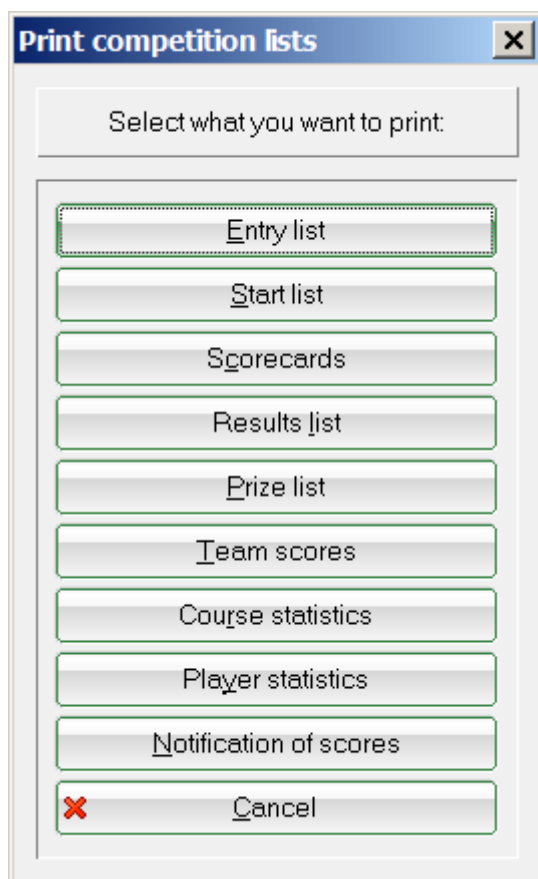 Print competition lists
Select what you want to print:
Entry list
Start list
Scorecards
Results list
Prize list
Team scores
Course statistics
Player statistics
Notification of scores
Cancel